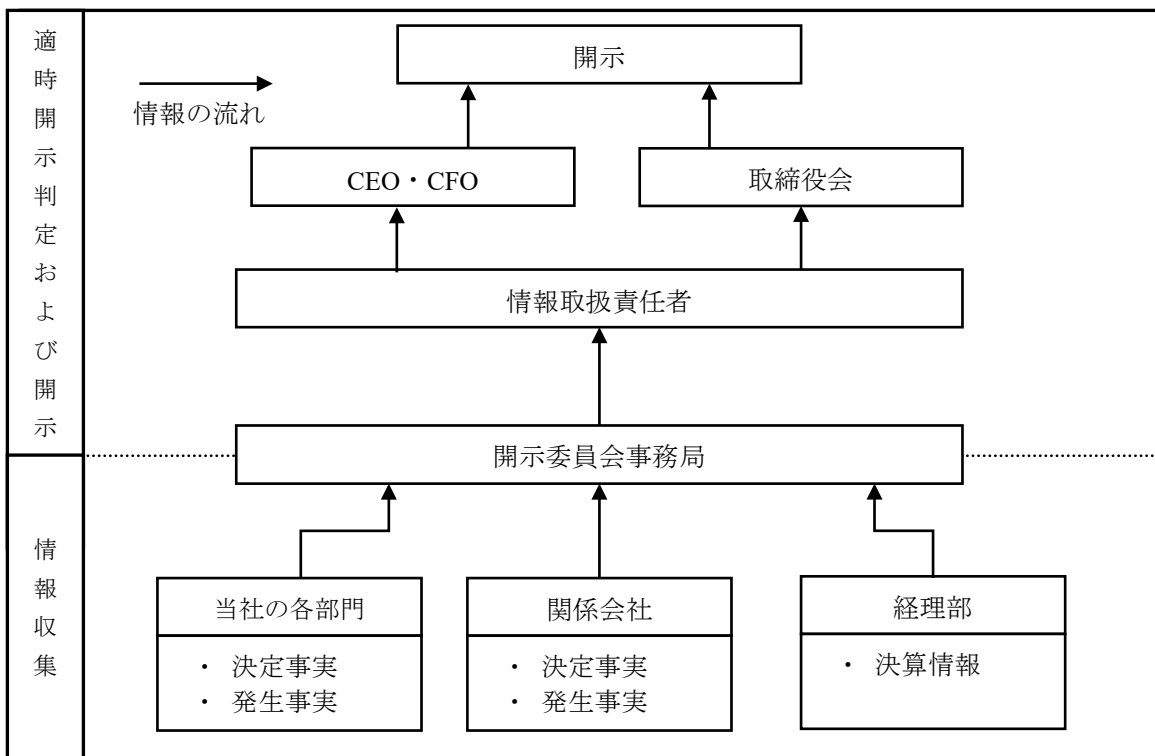 適時開示判定および開示
開示
情報の流れ
CEO・CFO
取締役会
情報取扱責任者
開示委員会事務局
情報収集
当社の各部門
・ 決定事実
・ 発生事実
関係会社
・ 決定事実
・ 発生事実
経理部
・ 決算情報